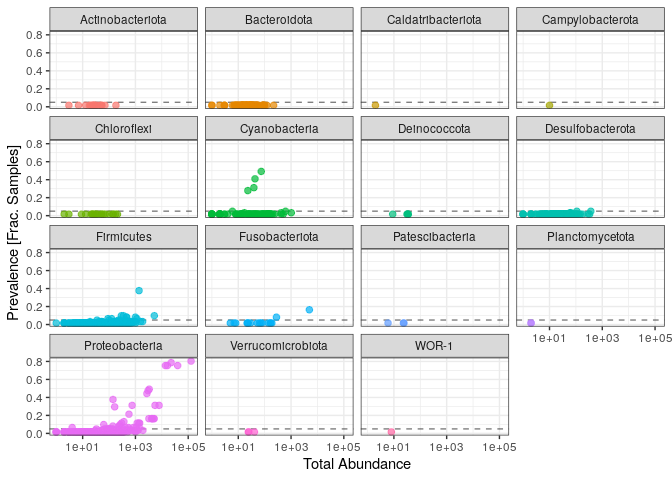 Actinobacteriota Bacteroidota Caldatribacteriota Campylobacterota
0.8
0.6
0.4
0.2
0.0
Chloroflexi Cyanobacteria Deinococcota Desulfobacterota
0.8
0.6
0.4
0.2
0.0
Firmicutes Fusobacteriota Patescibacteria Planctomycetota
0.8
0.6
0.4
0.2
0.0
1e+01 1e+03 1e+05
Proteobacteria Verrucomicrobiota WOR-1
0.8
0.6
0.4
0.2
0.0
1e+01 1e+03 1e+05 1e+01 1e+03 1e+05 1e+01 1e+03 1e+05
Total Abundance
Prevalence [Frac. Samples]